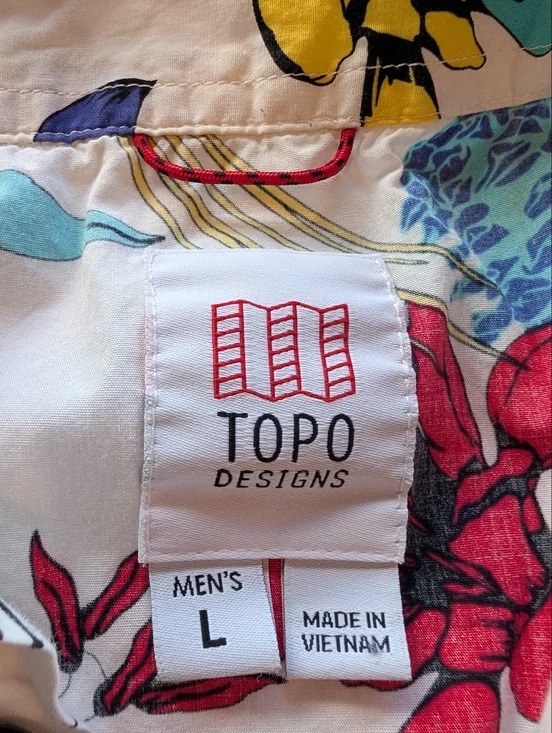 TOPO
DESIGNS
MEN'S
L
MADE IN
VIETNAM